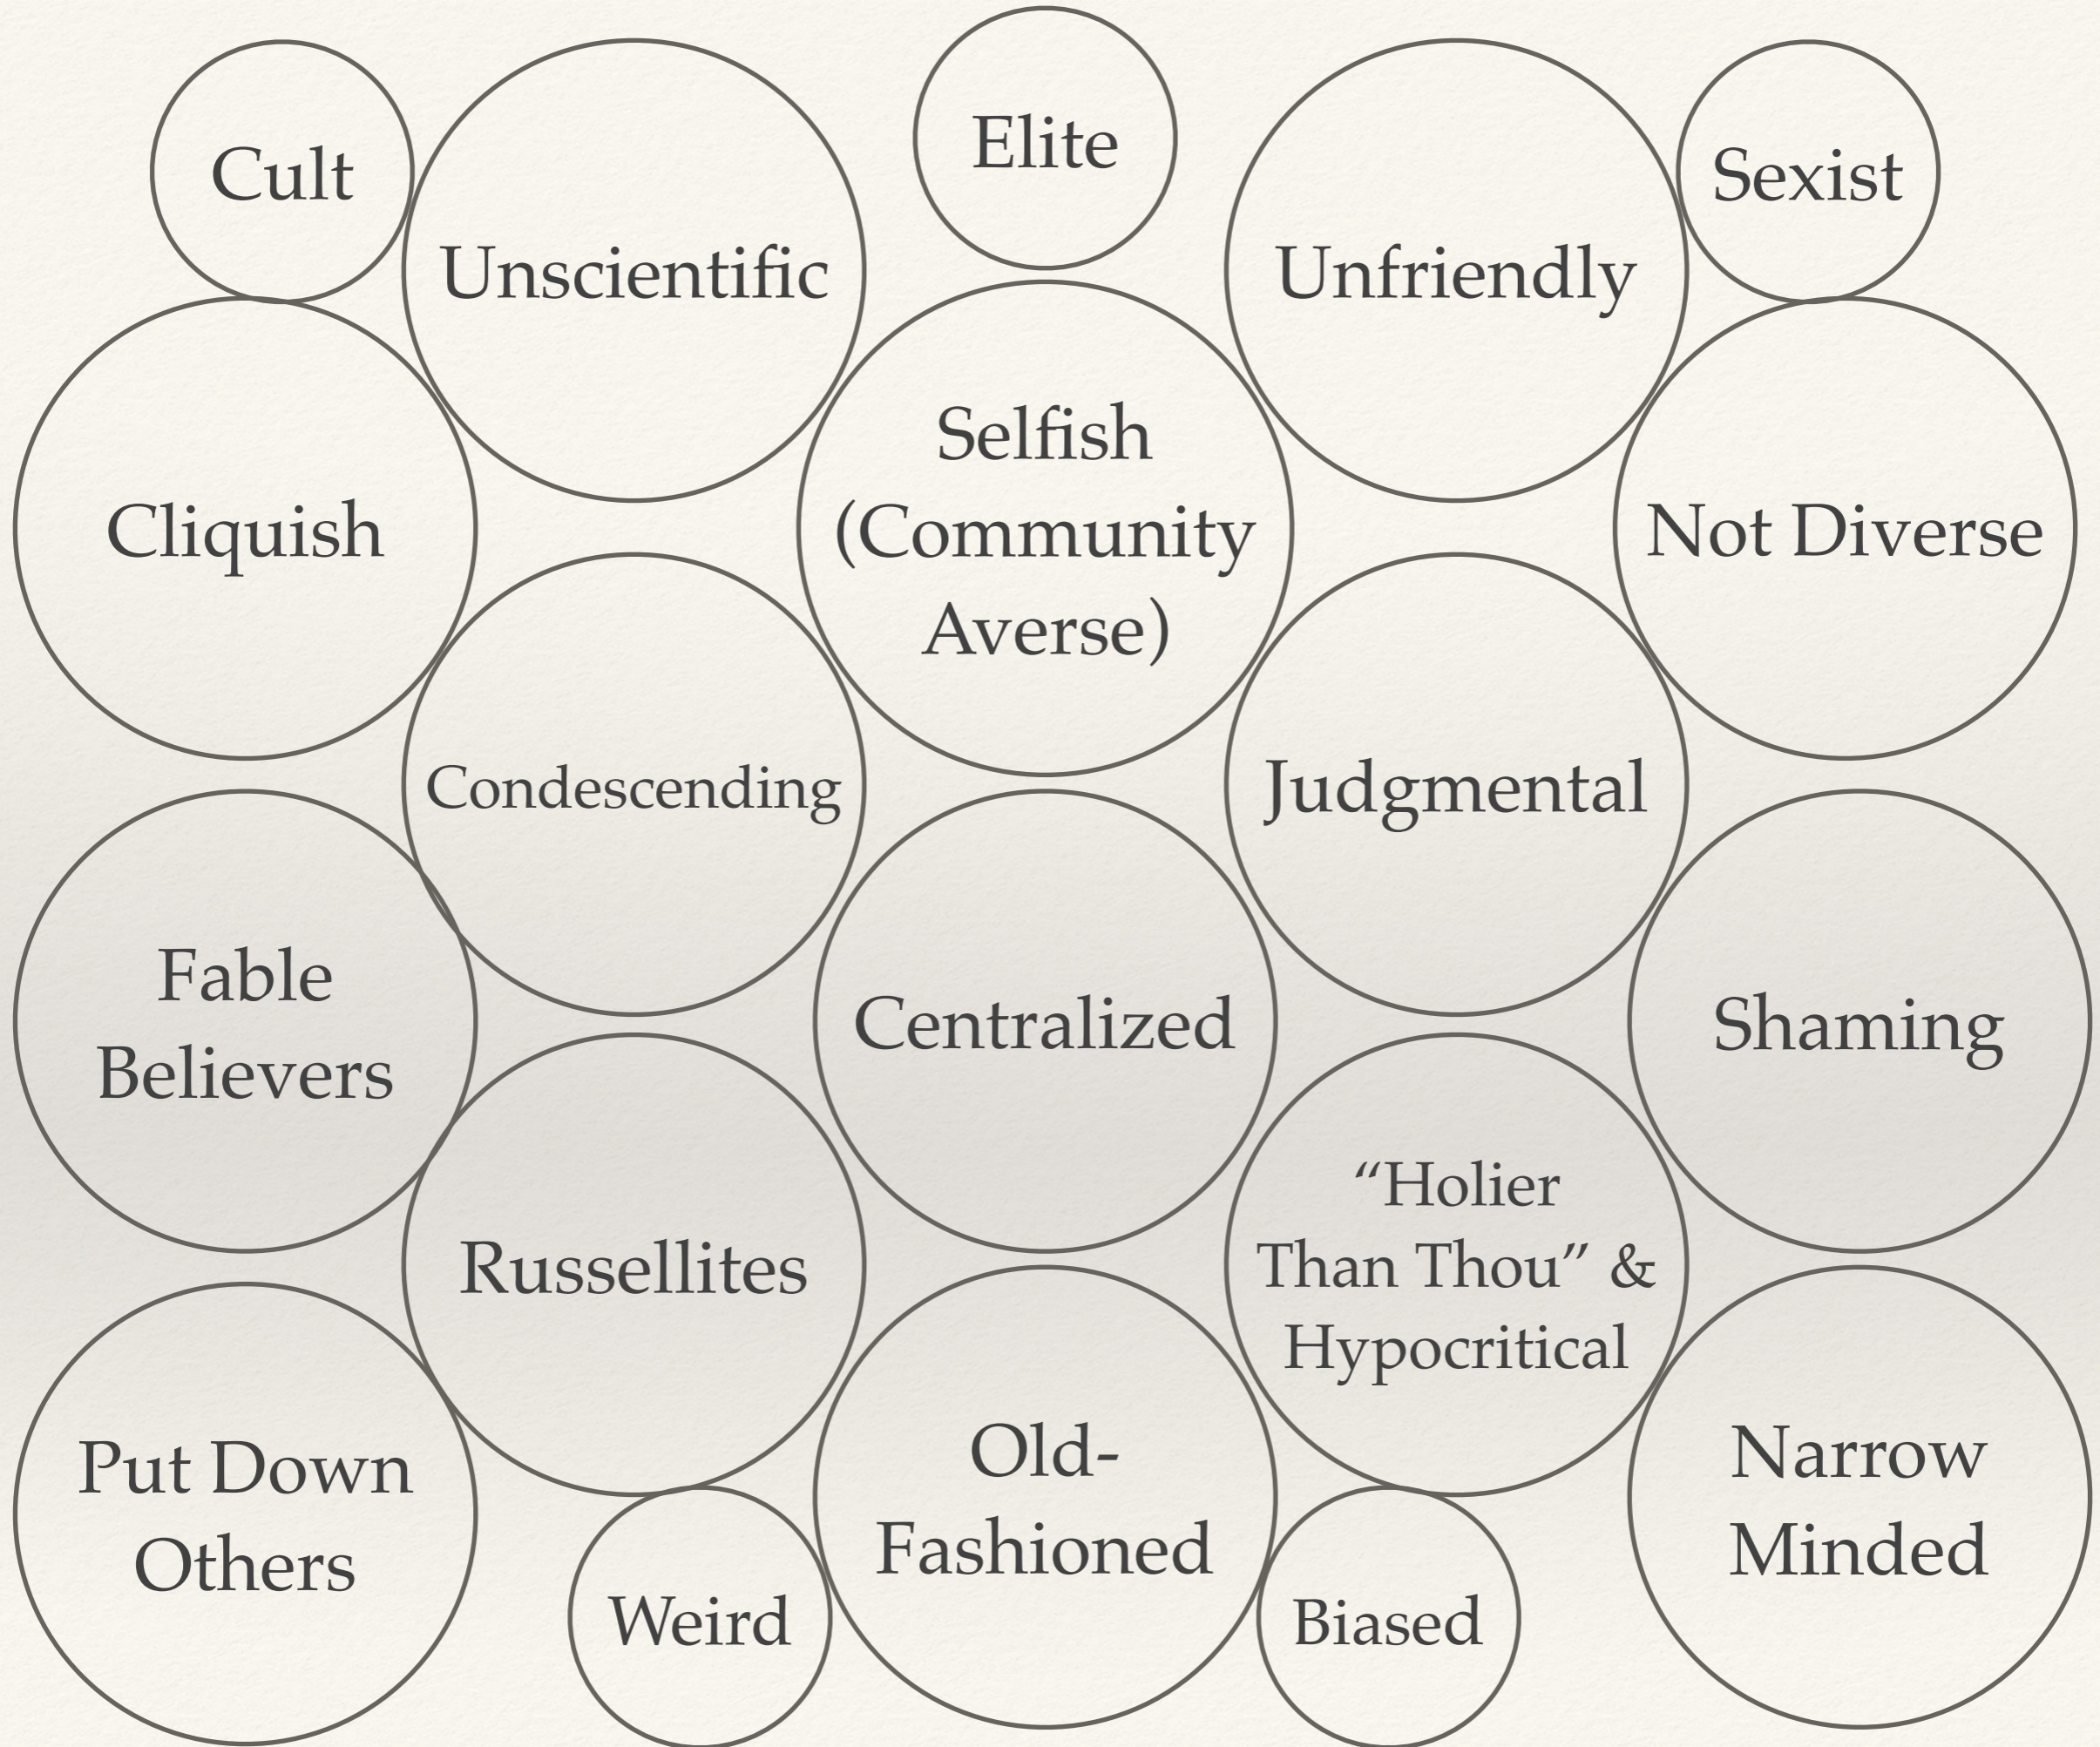 Cult
Unscientific
Elite
Unfriendly
Sexist
Cliquish
Selfish
(Community
Averse)
Not Diverse
Condescending
Judgmental
Fable
Believers
Centralized
Shaming
Russellites
“Holier
Than Thou” &
Hypocritical
Put Down
Others
Old-
Fashioned
Narrow
Minded
Weird
Biased